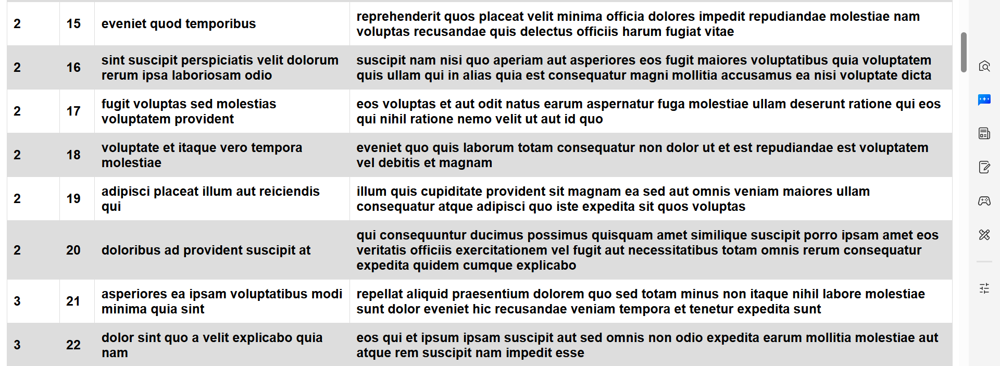 2 15 eveniet quod temporibus reprehenderit quos placeat velit minima officia dolores impedit repudiandae molestiae nam
voluptas recusandae quis delectus officiis harum fugiat vitae
2 16 sint suscipit perspiciatis velit dolorum suscipit nam nisi quo aperiam aut asperiores eos fugit maiores voluptatibus quia voluptatem
rerum ipsa laboriosam odio quis ullam qui in alias quia est consequatur magni mollitia accusamus ea nisi voluptate dicta
2 17 fugit voluptas sed molestias eos voluptas et aut odit natus earum aspernatur fuga molestiae ullam deserunt ratione qui eos
voluptatem provident qui nihil ratione nemo velit ut aut id quo
2 18 voluptate et itaque vero tempora eveniet quo quis laborum totam consequatur non dolor ut et est repudiandae est voluptatem
molestiae vel debitis et magnam
2 19 adipisci placeat illum aut reiciendis illum quis cupiditate provident sit magnam ea sed aut omnis veniam maiores ullam
qui consequatur atque adipisci quo iste expedita sit quos voluptas
qui consequuntur ducimus possimus quisquam amet similique suscipit porro ipsam amet eos
2 20 doloribus ad provident suscipit at veritatis officiis exercitationem vel fugit aut necessitatibus totam omnis rerum consequatur
expedita quidem cumque explicabo
3 21 asperiores ea ipsam voluptatibus modi repellat aliquid praesentium dolorem quo sed totam minus non itaque nihil labore molestiae
minima quia sint sunt dolor eveniet hic recusandae veniam tempora et tenetur expedita sunt
3 22 dolor sint quo a velit explicabo quia eos qui et ipsum ipsam suscipit aut sed omnis non odio expedita earum mollitia molestiae aut
nam atque rem suscipit nam impedit esse